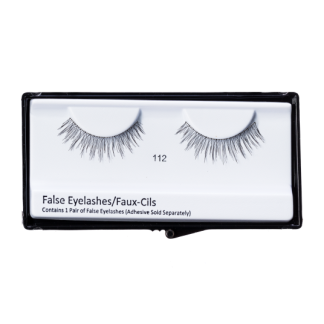 112
False Eyelashes/Faux-Cils
Contains 1 Pair of False Eyelashes (Adhesive Sold Separately)